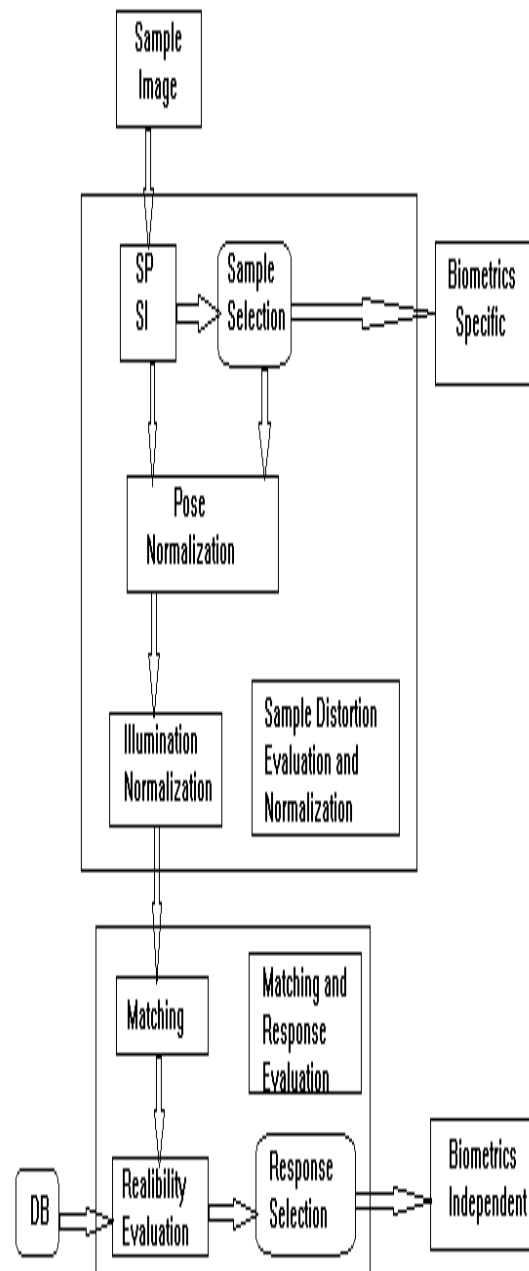 Sample
Image
SP
SI
Sample
Selection
Biometrics
Specific
Pose
Normalization
Illumination
Normalization
Sample Distortion
Evaluation and
Normalization
Matching
Matching and
Response
Evaluation
DB
Realibility
Evaluation
Response
Selection
Biometrics
Independent